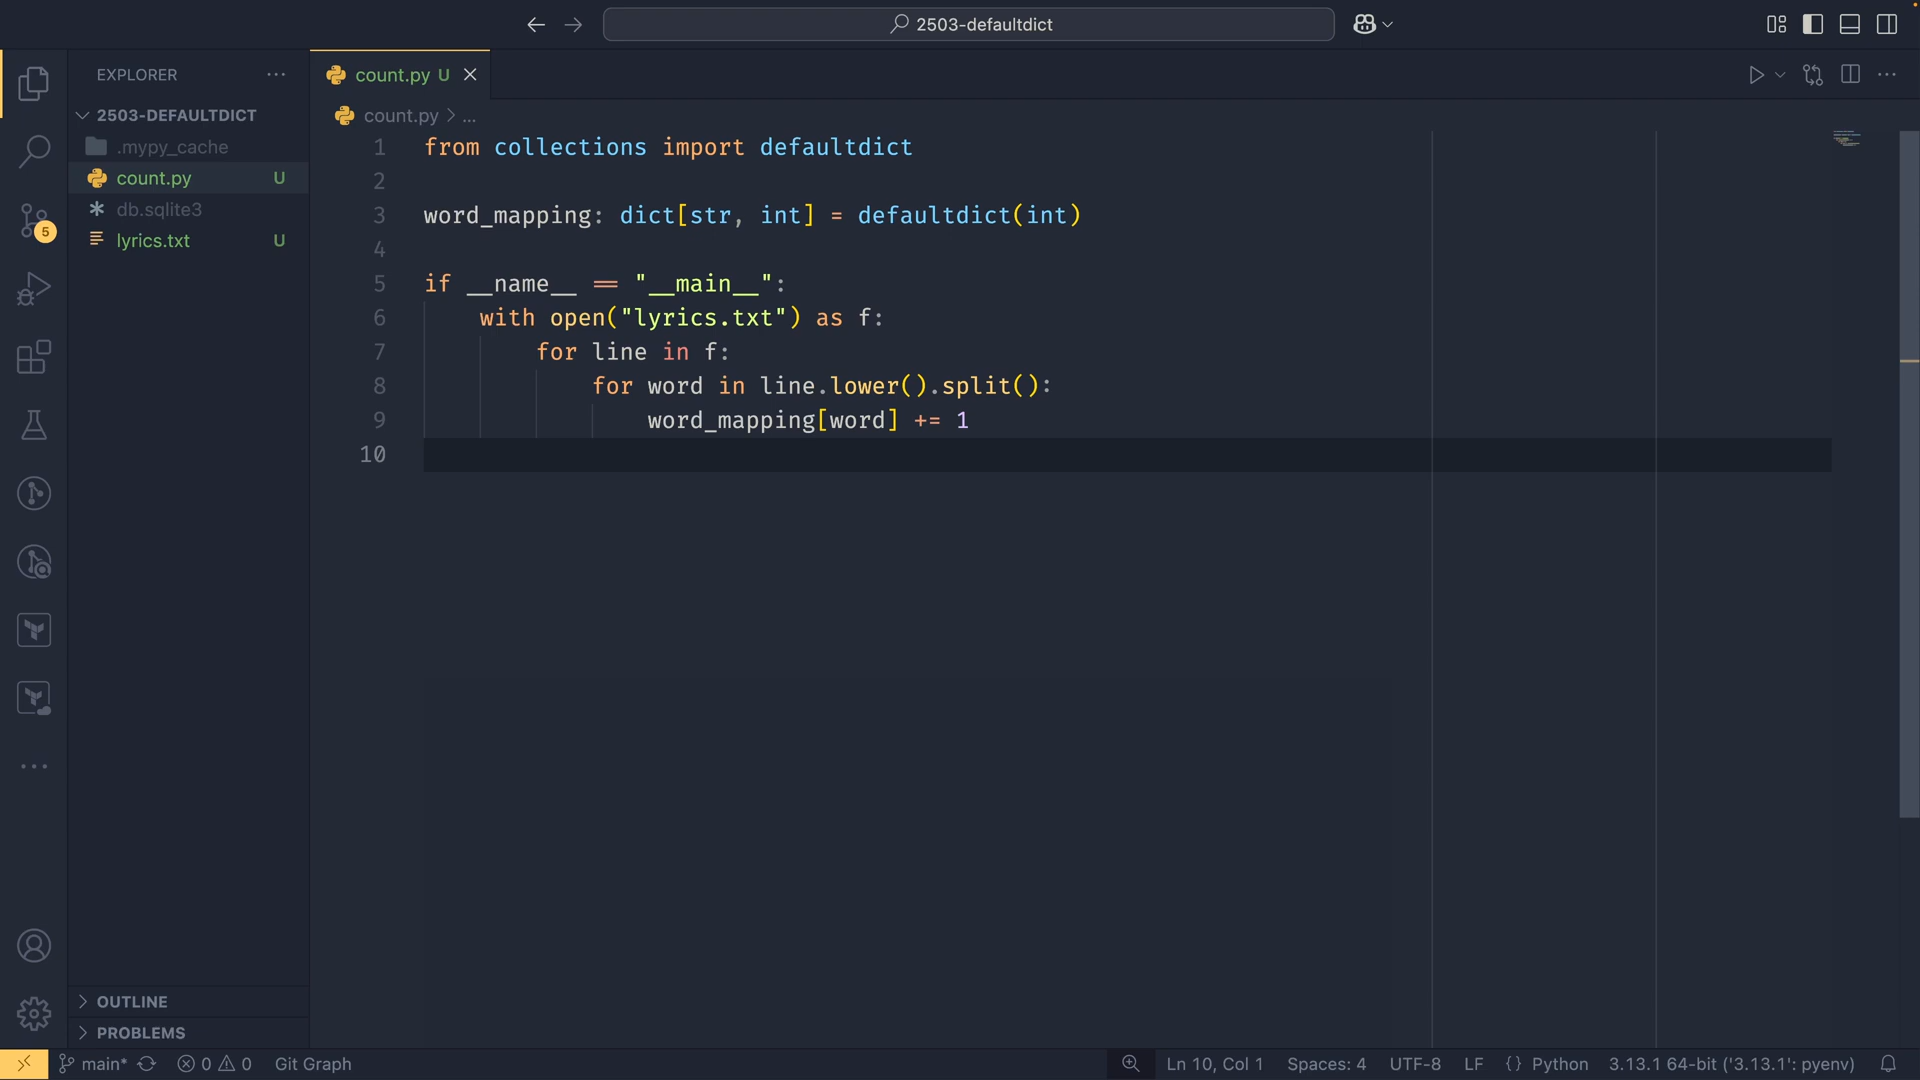 2503-defaultdict
EXPLORER
count.py U
2503-DEFAULTDICT
.mypy_cache
count.py U
db.sqlite3
lyrics.txt U
5
count.py > ...
1 from collections import defaultdict
2
3 word_mapping: dict[str, int] = defaultdict(int)
4
5 if __name__ == "__main__":
6 with open("lyrics.txt") as f:
7 for line in f:
8 for word in line.lower().split():
9 word_mapping[word] += 1
10
OUTLINE
PROBLEMS
main* 0 0 Git Graph Ln 10, Col 1 Spaces: 4 UTF-8 LF {} Python 3.13.1 64-bit ('3.13.1': pyenv)